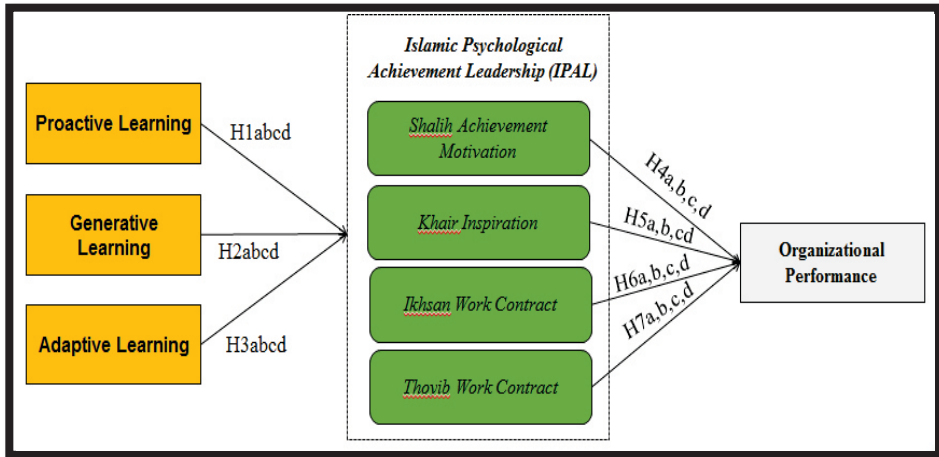 Islamic Psychological
Achievement Leadership (IPAL)
Proactive Learning
Generative
Learning
Adaptive Learning
H1abcd
H2abcd
H3abcd
Shalih Achievement
Motivation
Khair Inspiration
Ikhsan Work Contract
Thoyib Work Contract
H4a,b,c,d
H5a,b,cd
H6a,b,c,d
H7a,b,c,d
Organizational
Performance